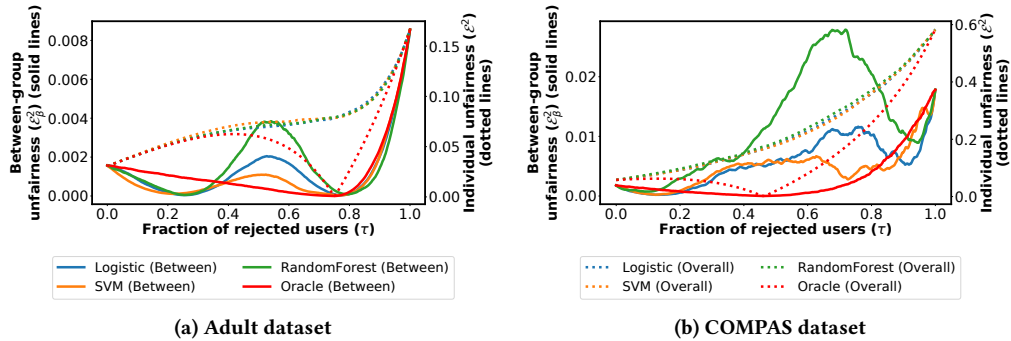 Between-group
unfairness (ℰ²_β) (solid lines)
0.008
0.006
0.004
0.002
0.000
0.15
0.10
0.05
0.00
Individual unfairness (ℰ²)
(dotted lines)
0.0 0.2 0.4 0.6 0.8 1.0
Fraction of rejected users (τ)
Between-group
unfairness (ℰ²_β) (solid lines)
0.02
0.01
0.00
0.6
0.4
0.2
0.0
Individual unfairness (ℰ²)
(dotted lines)
0.0 0.2 0.4 0.6 0.8 1.0
Fraction of rejected users (τ)
Logistic (Between) RandomForest (Between)
SVM (Between) Oracle (Between)
Logistic (Overall) RandomForest (Overall)
SVM (Overall) Oracle (Overall)
(a) Adult dataset
(b) COMPAS dataset